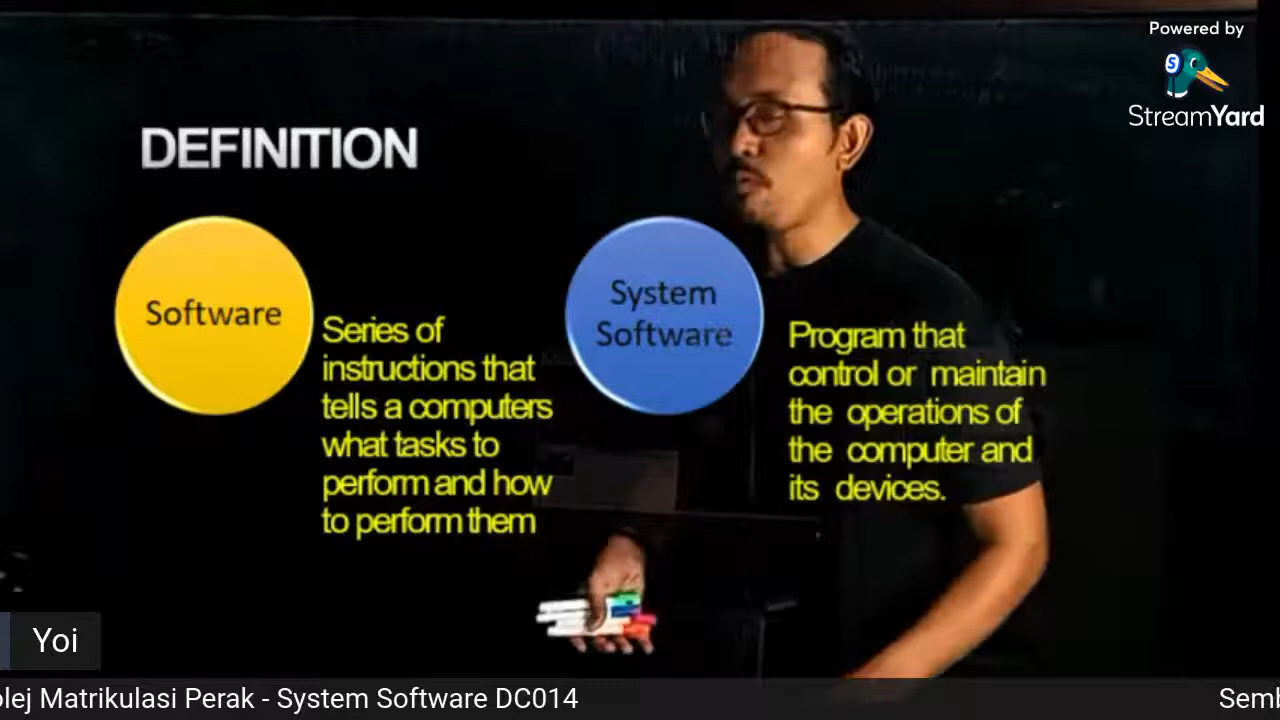 Powered by
StreamYard
DEFINITION
Software
Series of
instructions that
tells a computers
what tasks to
perform and how
to perform them
System
Software
Program that
control or maintain
the operations of
the computer and
its devices.
Yoi
Matrikulasi Perak - System Software DC014